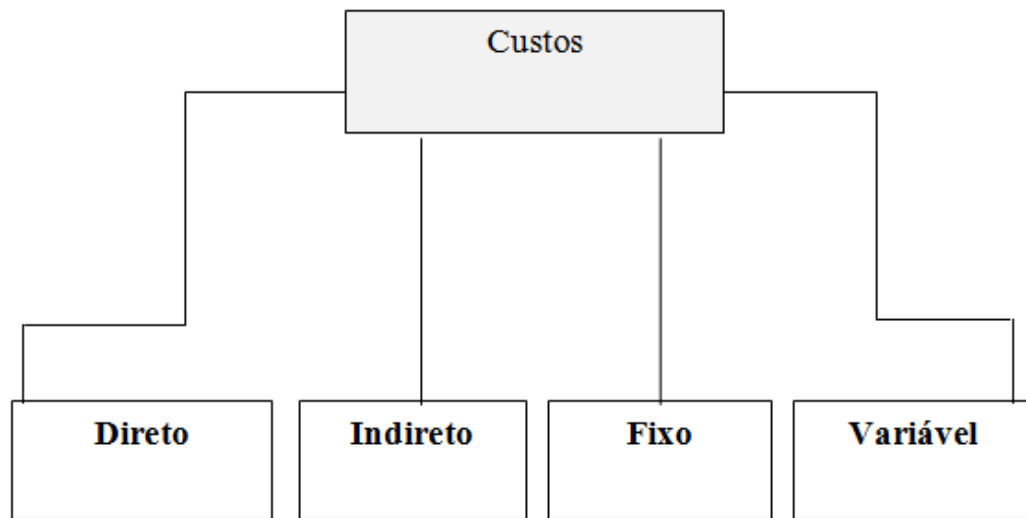 Custos
Direto
Indireto
Fixo
Variável